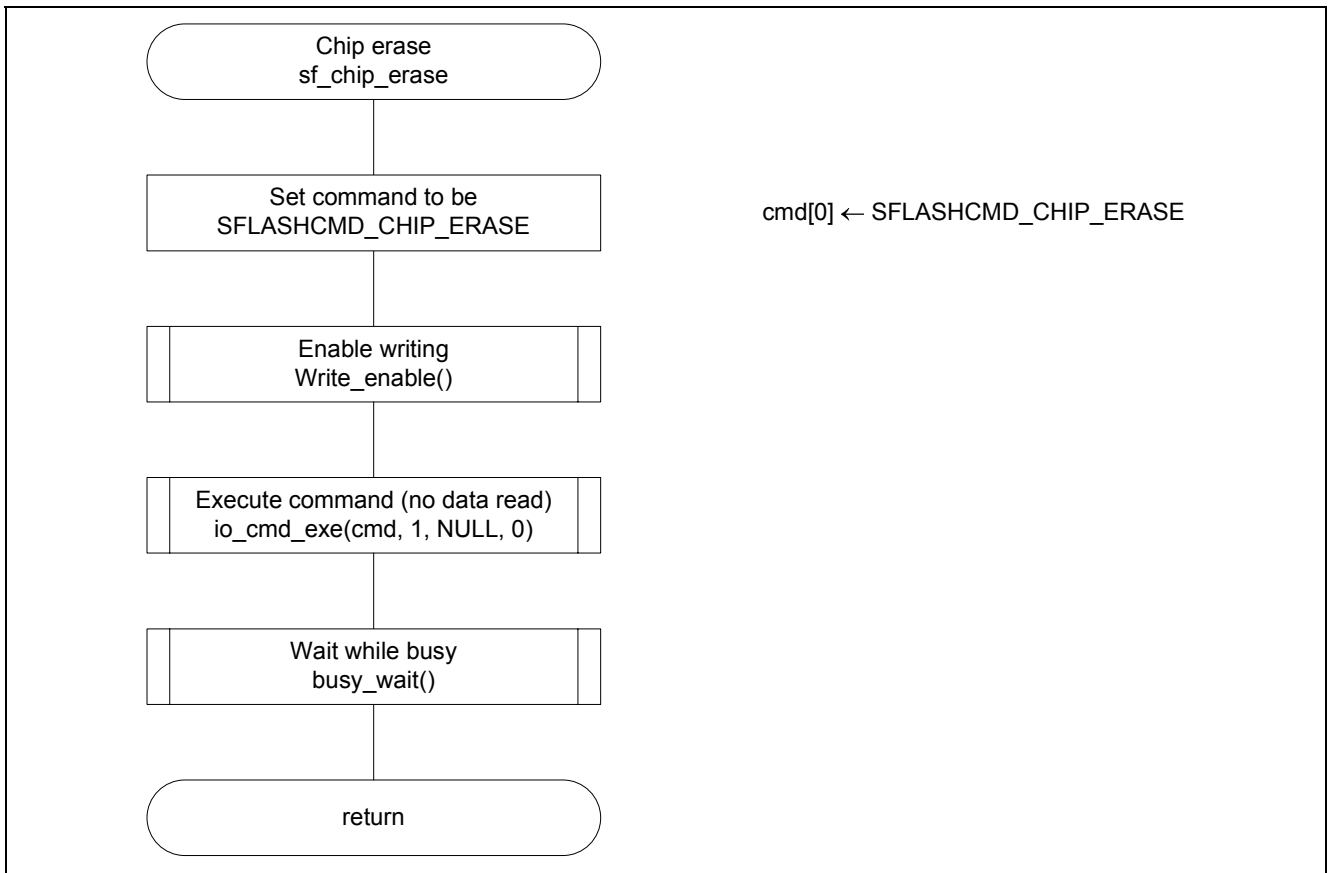 Chip erase
sf_chip_erase
Set command to be
SFLASHCMD_CHIP_ERASE
cmd[0] ← SFLASHCMD_CHIP_ERASE
Enable writing
Write_enable()
Execute command (no data read)
io_cmd_exe(cmd, 1, NULL, 0)
Wait while busy
busy_wait()
return